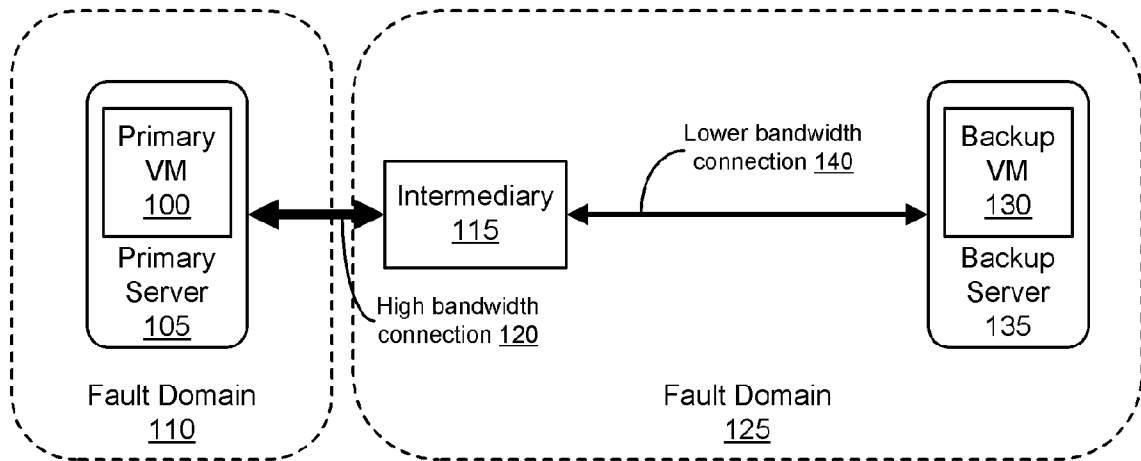 Primary
VM
100
Primary
Server
105
Fault Domain
110
Intermediary
115
High bandwidth
connection 120
Lower bandwidth
connection 140
Backup
VM
130
Backup
Server
135
Fault Domain
125